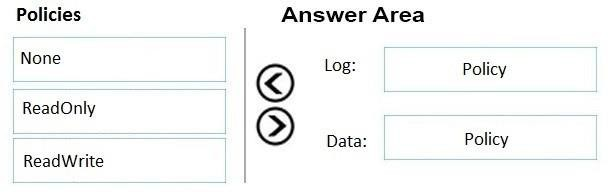 Policies
None
ReadOnly
ReadWrite
Answer Area
Log:
Policy
Data:
Policy